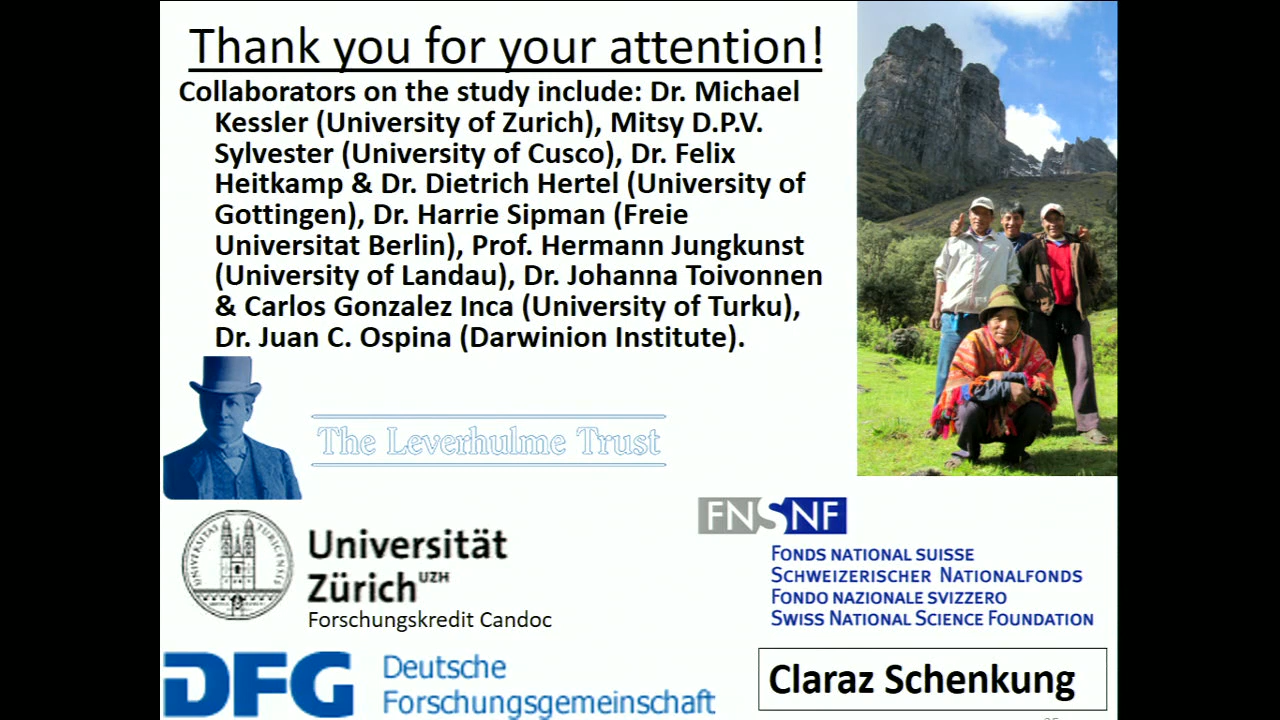 Thank you for your attention!
Collaborators on the study include: Dr. Michael
Kessler (University of Zurich), Mitsy D.P.V.
Sylvester (University of Cusco), Dr. Felix
Heitkamp & Dr. Dietrich Hertel (University of
Gottingen), Dr. Harrie Sipman (Freie
Universitat Berlin), Prof. Hermann Jungkunst
(University of Landau), Dr. Johanna Toivonnen
& Carlos Gonzalez Inca (University of Turku),
Dr. Juan C. Ospina (Darwinion Institute).
The Leverhulme Trust
UNIVERSITAS TURICENSIS
Universität
Zürich UZH
Forschungskredit Candoc
FNSNF
FONDS NATIONAL SUISSE
SCHWEIZERISCHER NATIONALFONDS
FONDO NAZIONALE SVIZZERO
SWISS NATIONAL SCIENCE FOUNDATION
DFG
Deutsche
Forschungsgemeinschaft
Claraz Schenkung